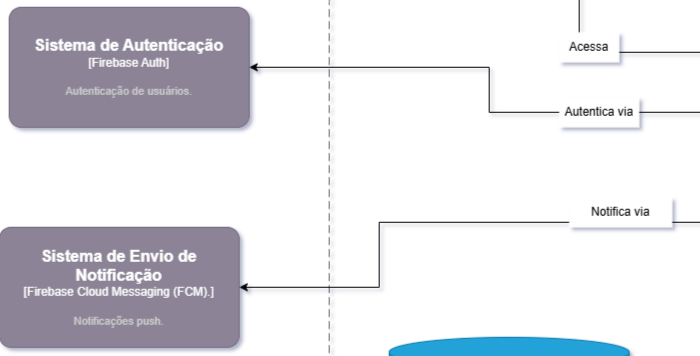 Sistema de Autenticação
[Firebase Auth]
Autenticação de usuários.
Acessa
Autentica via
Notifica via
Sistema de Envio de
Notificação
[Firebase Cloud Messaging (FCM).]
Notificações push.